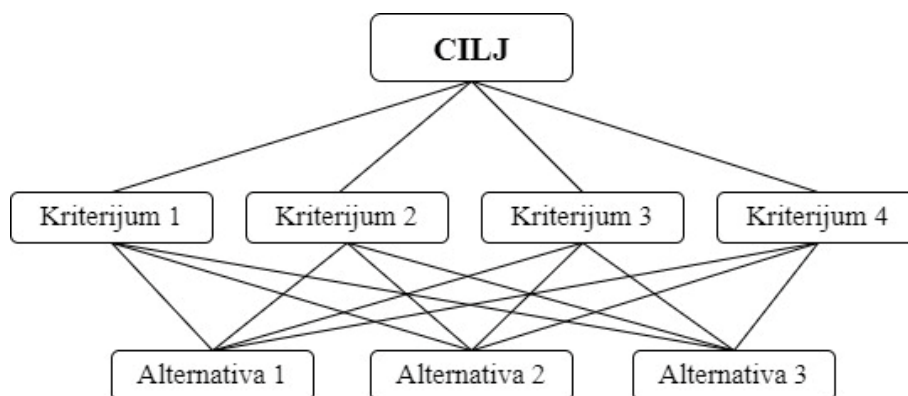 CILJ
Kriterijum 1
Kriterijum 2
Kriterijum 3
Kriterijum 4
Alternativa 1
Alternativa 2
Alternativa 3